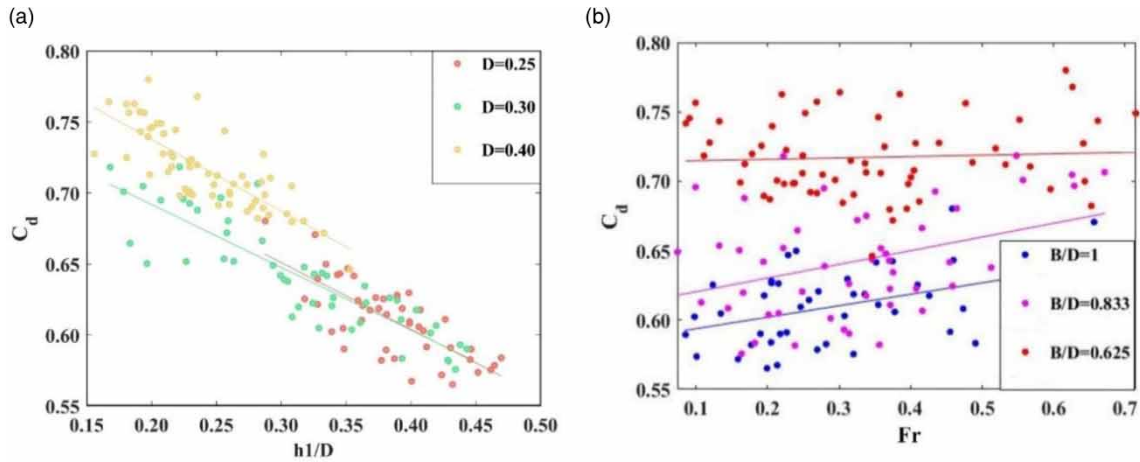 (a)
0.80
0.75
0.70
0.65
0.60
0.55
C_d
0.15 0.20 0.25 0.30 0.35 0.40 0.45 0.50
h1/D
D=0.25
D=0.30
D=0.40
(b)
0.80
0.75
0.70
0.65
0.60
0.55
C_d
0.1 0.2 0.3 0.4 0.5 0.6 0.7
Fr
B/D=1
B/D=0.833
B/D=0.625